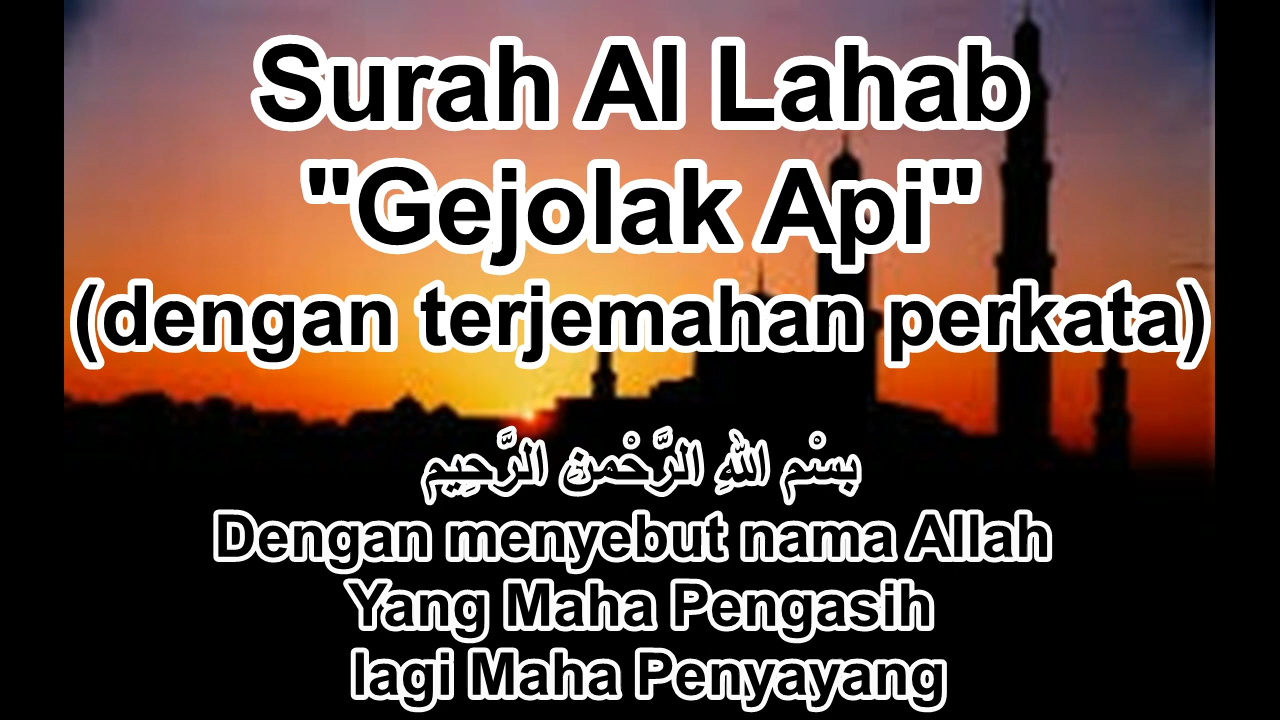 Surah Al Lahab
"Gejolak Api"
(dengan terjemahan perkata)
بِسْمِ اللهِ الرَّحْمنِ الرَّحِيمِ
Dengan menyebut nama Allah
Yang Maha Pengasih
lagi Maha Penyayang